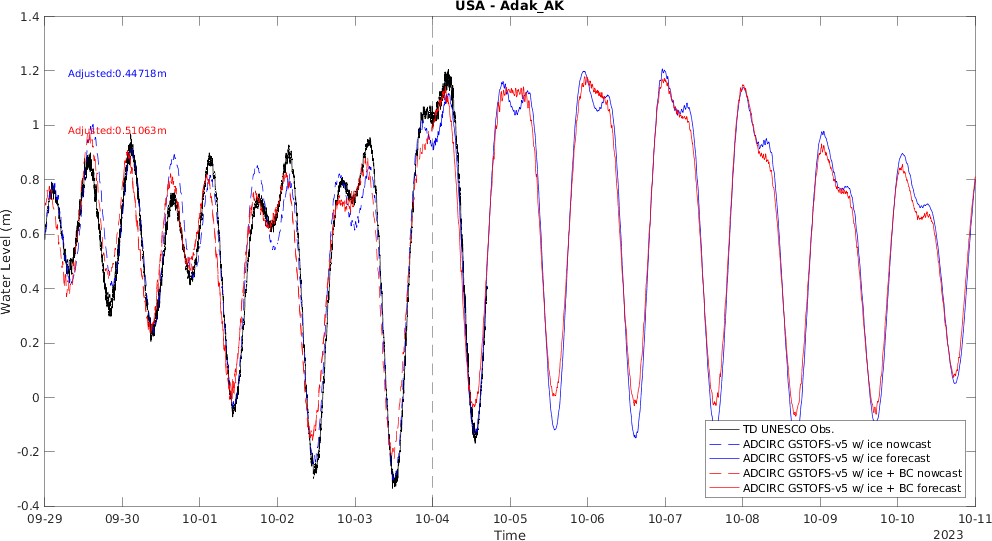 USA - Adak_AK
1.4
1.2
1
0.8
0.6
0.4
0.2
0
-0.2
-0.4
Water Level (m)
Adjusted:0.44718m
Adjusted:0.51063m
TD UNESCO Obs.
ADCIRC GSTOFS-v5 w/ ice nowcast
ADCIRC GSTOFS-v5 w/ ice forecast
ADCIRC GSTOFS-v5 w/ ice + BC nowcast
ADCIRC GSTOFS-v5 w/ ice + BC forecast
09-29 09-30 10-01 10-02 10-03 10-04 10-05 10-06 10-07 10-08 10-09 10-10 10-11
Time
2023